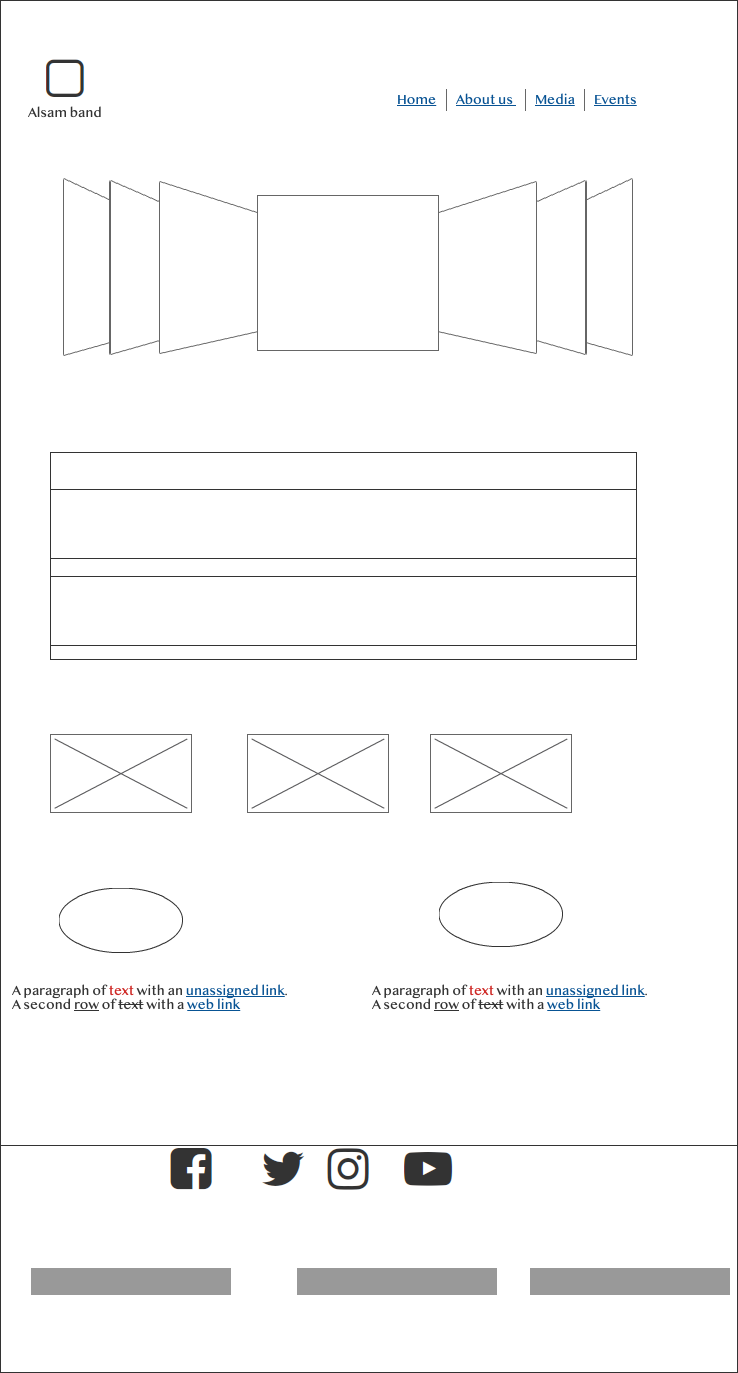 Alsam band
Home About us Media Events
A paragraph of text with an unassigned link.
A second row of text with a web link
A paragraph of text with an unassigned link.
A second row of text with a web link